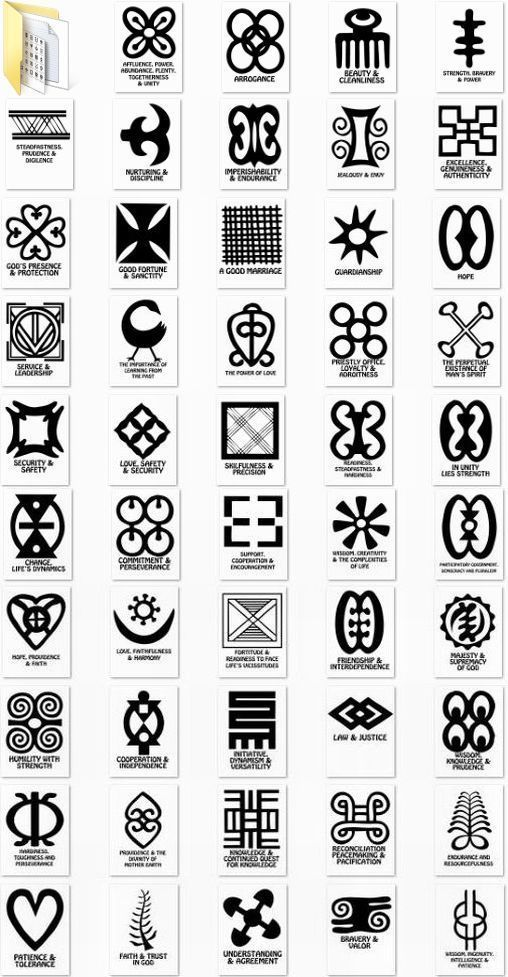 AFFLUENCE, POWER,
ABUNDANCE, PLENTY,
TOGETHERNESS
& UNITY
ARROGANCE
BEAUTY &
CLEANLINESS
STRENGTH, BRAVERY
& POWER
STEADFASTNESS,
PRUDENCE &
DIGILENCE
NURTURING &
DISCIPLINE
IMPERISHABILITY
& ENDURANCE
JEALOUSY & ENVY
EXCELLENCE,
GENUINENESS &
AUTHENTICITY
GOD'S PRESENCE
& PROTECTION
GOOD FORTUNE
& SANCTITY
A GOOD MARRIAGE
GUARDIANSHIP
HOPE
SERVICE &
LEADERSHIP
THE IMPORTANCE OF
LEARNING FROM
THE PAST
THE POWER OF LOVE
PRIESTLY OFFICE,
LOYALTY &
ADROITNESS
THE PERPETUAL
EXISTANCE OF
MAN'S SPIRIT
SECURITY &
SAFETY
LOVE, SAFETY
& SECURITY
SKILFULNESS &
PRECISION
READINESS,
STEADFASTNESS &
HARDINESS
IN UNITY
LIES STRENGTH
CHANGE,
LIFE'S DYNAMICS
COMMITMENT &
PERSEVERANCE
SUPPORT,
COOPERATION &
ENCOURAGEMENT
WISDOM, CREATIVITY
& THE COMPLEXITIES
OF LIFE
PARTICIPATORY GOVERNMENT,
DEMOCRACY AND PLURALISM
HOPE, PROVIDENCE
& FAITH
LOVE, FAITHFULNESS
& HARMONY
FORTITUDE &
READINESS TO FACE
LIFE'S VICISSITUDES
FRIENDSHIP &
INTERDEPENDENCE
MAJESTY &
SUPREMACY
OF GOD
HUMILITY WITH
STRENGTH
COOPERATION &
INDEPENDENCE
INITIATIVE,
DYNAMISM &
VERSATILITY
LAW & JUSTICE
WISDOM,
KNOWLEDGE &
PRUDENCE
HARDINESS,
TOUGHNESS AND
PERSEVERANCE
PROVIDENCE & THE
DIVINITY OF
MOTHER EARTH
KNOWLEDGE &
CONTINUED QUEST
FOR KNOWLEDGE
RECONCILIATION
PEACEMAKING &
PACIFICATION
ENDURANCE AND
RESOURCEFULNESS
PATIENCE &
TOLERANCE
FAITH & TRUST
IN GOD
UNDERSTANDING
& AGREEMENT
BRAVERY &
VALOR
WISDOM, INGENUITY,
INTELLIGENCE &
PATIENCE